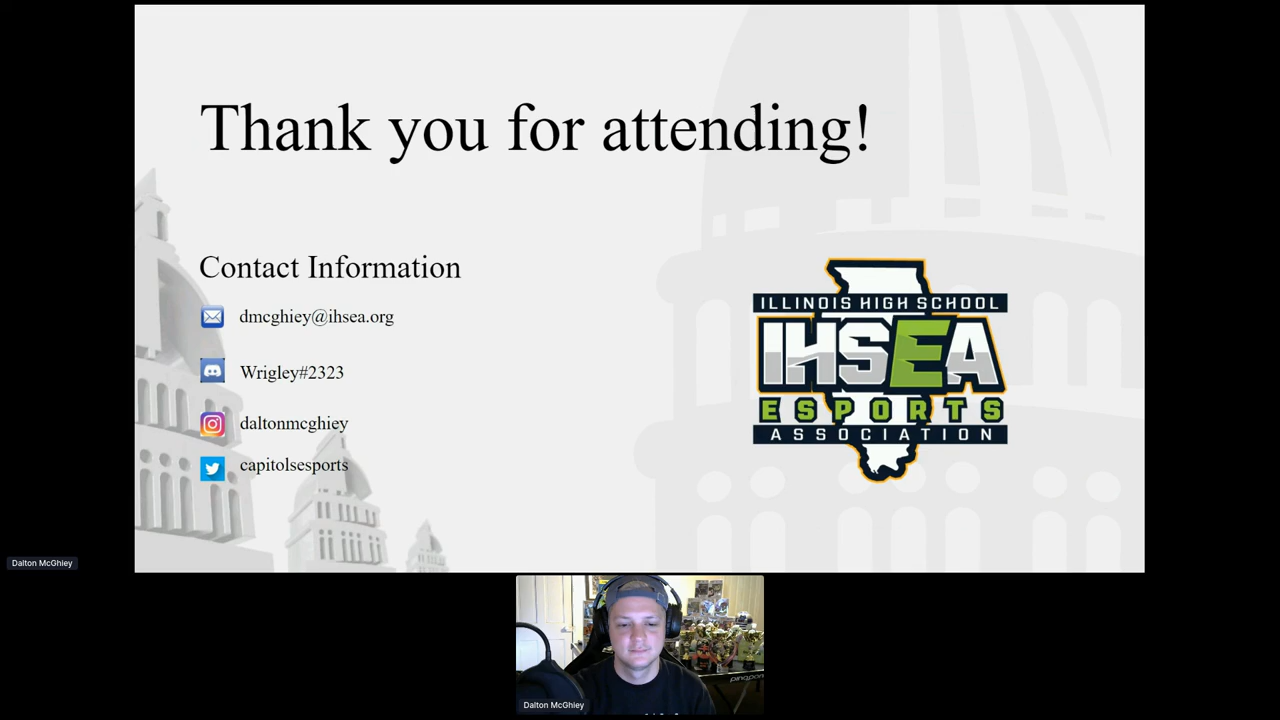 Thank you for attending!
Contact Information
dmcghiey@ihsea.org
Wrigley#2323
daltonmcghiey
capitolsesports
ILLINOIS HIGH SCHOOL
IHSEA
ESPORTS
ASSOCIATION
Dalton McGhiey
pingpon
Dalton McGhiey